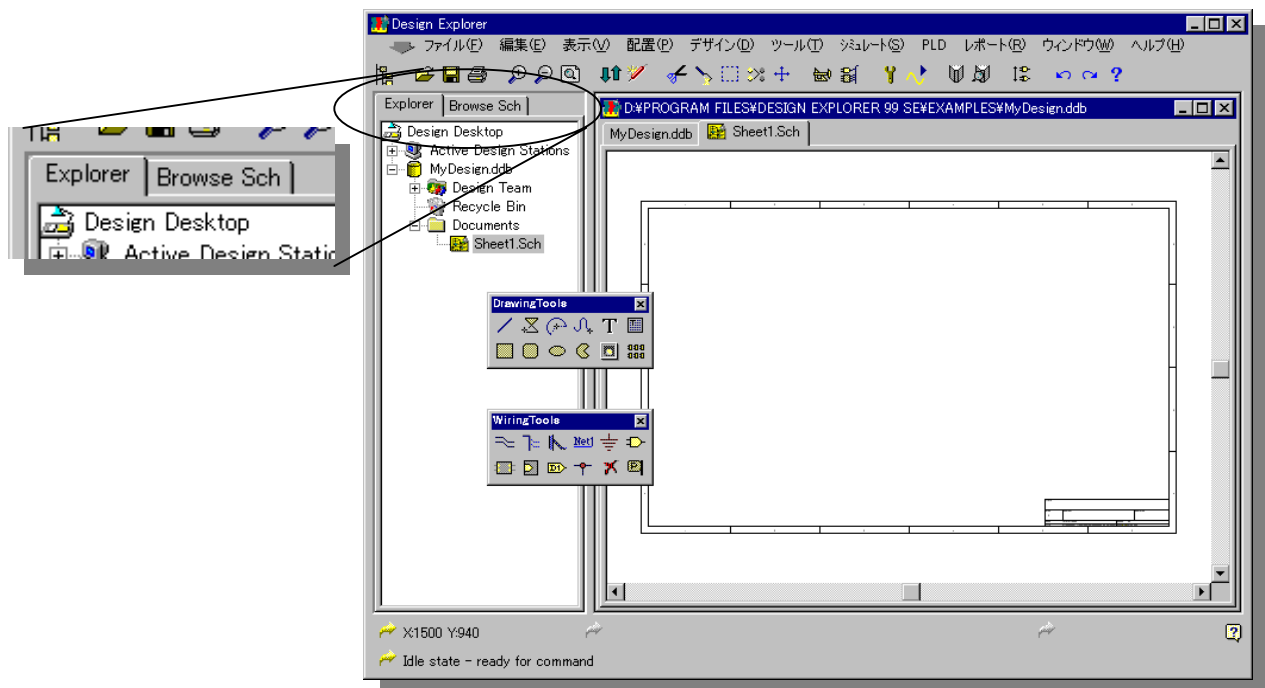 Design Explorer
ファイル(F) 編集(E) 表示(V) 配置(P) デザイン(D) ツール(T) シミュレート(S) PLD レポート(R) ウィンドウ(W) ヘルプ(H)
Explorer Browse Sch
Design Desktop
Active Design Stations
MyDesign.ddb
Design Team
Recycle Bin
Documents
Sheet1.Sch
D:¥PROGRAM FILES¥DESIGN EXPLORER 99 SE¥EXAMPLES¥MyDesign.ddb
MyDesign.ddb Sheet1.Sch
Explorer Browse Sch
Design Desktop
Active Design Static
DrawingTools
T
WiringTools
Net1
D1
P
X:1500 Y:940
Idle state - ready for command